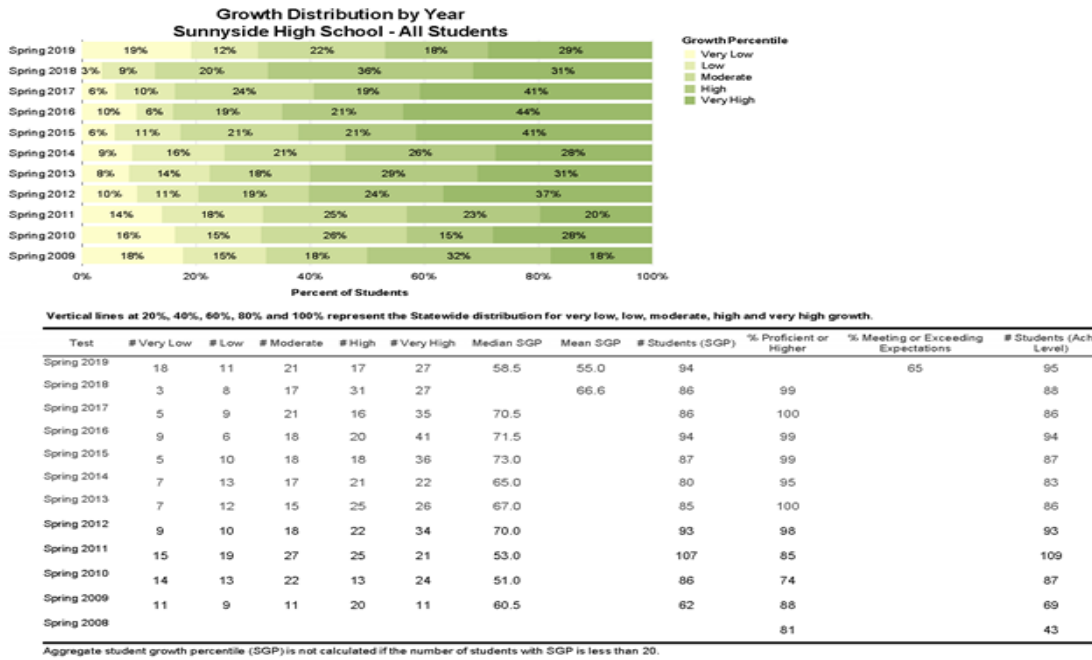 Growth Distribution by Year
Sunnyside High School - All Students
Growth Percentile
Very Low
Low
Moderate
High
Very High
Spring 2019 19% 12% 22% 18% 29%
Spring 2018 3% 9% 20% 36% 31%
Spring 2017 6% 10% 24% 19% 41%
Spring 2016 10% 6% 19% 21% 44%
Spring 2015 6% 11% 21% 21% 41%
Spring 2014 9% 16% 21% 26% 28%
Spring 2013 8% 14% 18% 29% 31%
Spring 2012 10% 11% 19% 24% 37%
Spring 2011 14% 18% 25% 23% 20%
Spring 2010 16% 15% 26% 15% 28%
Spring 2009 18% 15% 18% 32% 18%
0% 20% 40% 60% 80% 100%
Percent of Students
Vertical lines at 20%, 40%, 60%, 80% and 100% represent the Statewide distribution for very low, low, moderate, high and very high growth.
Test # Very Low # Low # Moderate # High # Very High Median SGP Mean SGP # Students (SGP) % Proficient or Higher % Meeting or Exceeding Expectations # Students (Ach Level)
Spring 2019 18 11 21 17 27 58.5 55.0 94 65 95
Spring 2018 3 8 17 31 27 66.6 86 99 88
Spring 2017 5 9 21 16 35 70.5 86 100 86
Spring 2016 9 6 18 20 41 71.5 94 99 94
Spring 2015 5 10 18 18 36 73.0 87 99 87
Spring 2014 7 13 17 21 22 65.0 80 95 83
Spring 2013 7 12 15 25 26 67.0 85 100 86
Spring 2012 9 10 18 22 34 70.0 93 98 93
Spring 2011 15 19 27 25 21 53.0 107 85 109
Spring 2010 14 13 22 13 24 51.0 86 74 87
Spring 2009 11 9 11 20 11 60.5 62 88 69
Spring 2008 81 43
Aggregate student growth percentile (SGP) is not calculated if the number of students with SGP is less than 20.